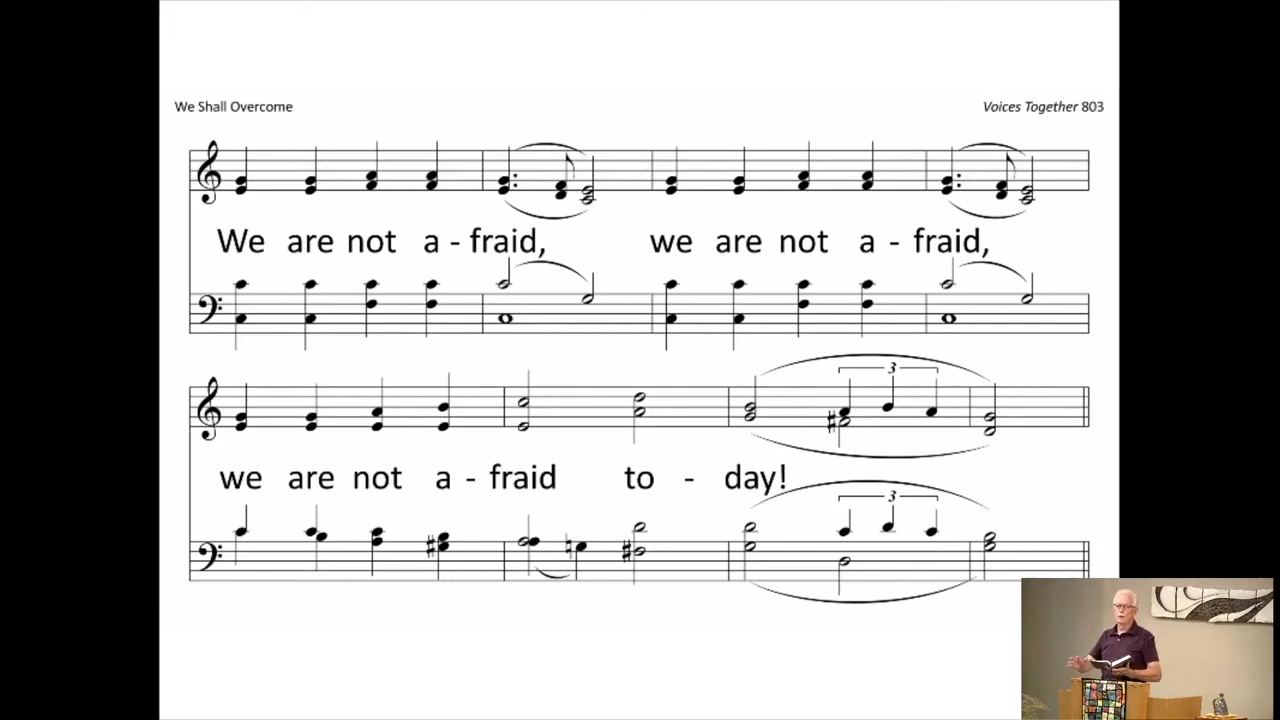 We Shall Overcome
Voices Together 803
We are not a - fraid, we are not a - fraid,
3
we are not a - fraid to - day!
3